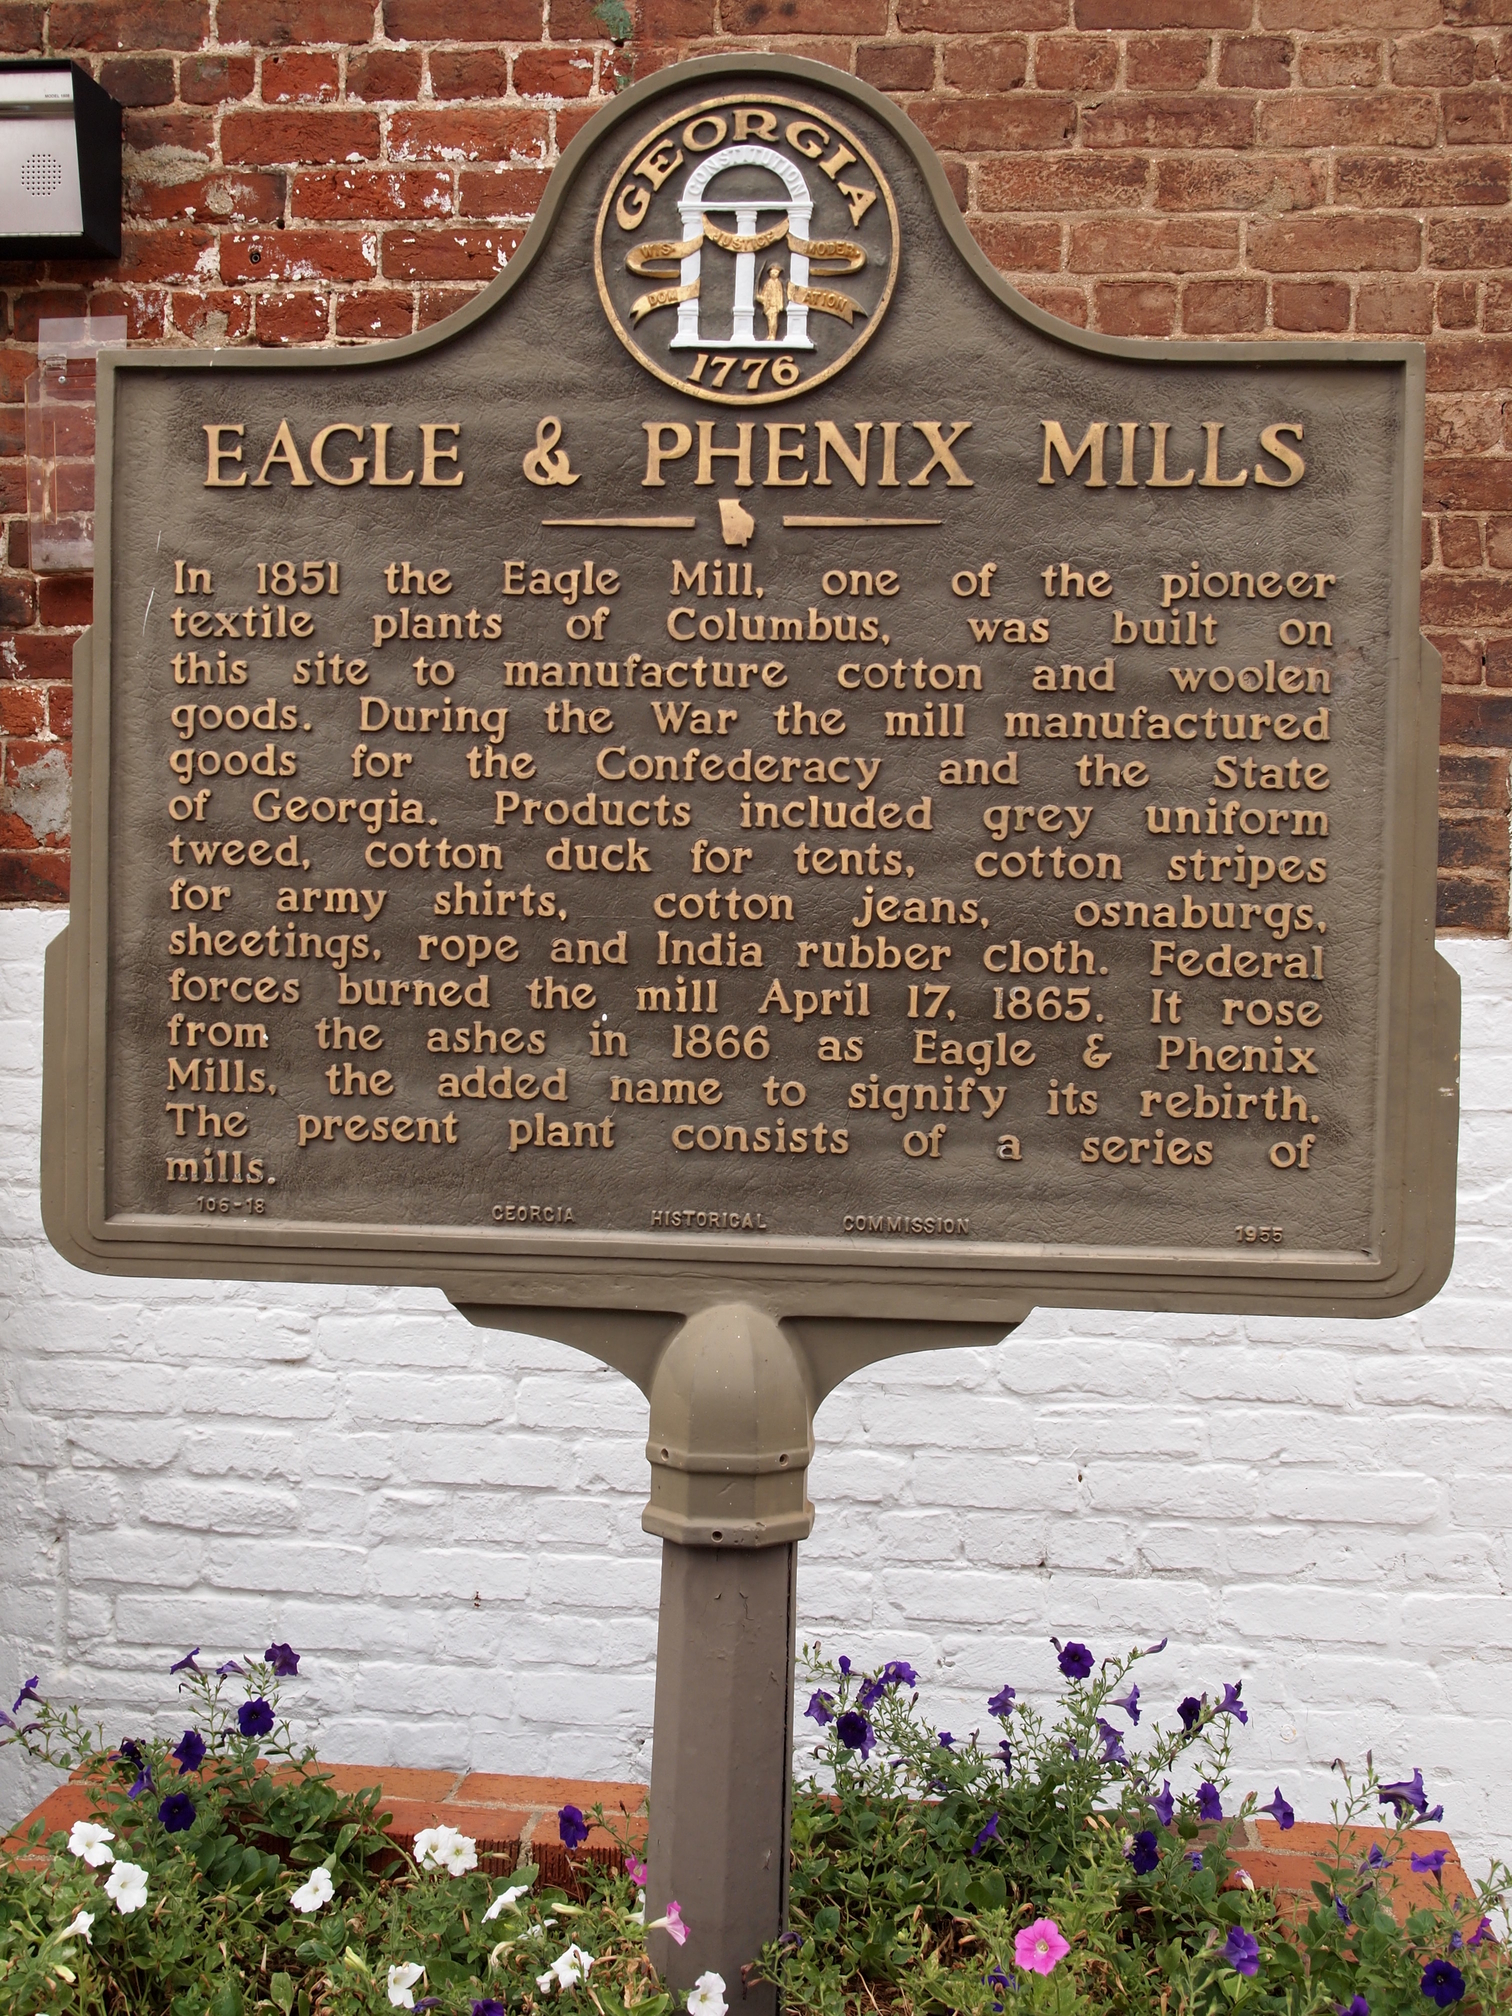 GEORGIA
CONSTITUTION
WIS- JUSTICE MODER
DOM ATION
1776
EAGLE & PHENIX MILLS
In 1851 the Eagle Mill, one of the pioneer
textile plants of Columbus, was built on
this site to manufacture cotton and woolen
goods. During the War the mill manufactured
goods for the Confederacy and the State
of Georgia. Products included grey uniform
tweed, cotton duck for tents, cotton stripes
for army shirts, cotton jeans, osnaburgs,
sheetings, rope and India rubber cloth. Federal
forces burned the mill April 17, 1865. It rose
from the ashes in 1866 as Eagle & Phenix
Mills, the added name to signify its rebirth.
The present plant consists of a series of
mills.
106-18 GEORGIA HISTORICAL COMMISSION 1955